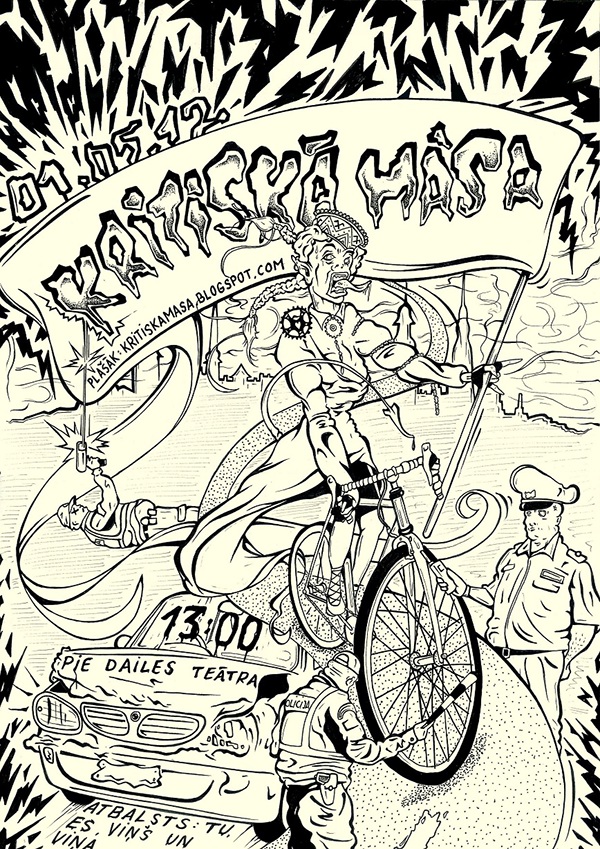 01.05.12.
KRITISKĀ MASA
PLAŠĀK: KRITISKAMASA.BLOGSPOT.COM
13:00
PIE DAILES TEĀTRA
POLICIJA
ATBALSTS: TU,
ES, VIŅŠ UN
VIŅA